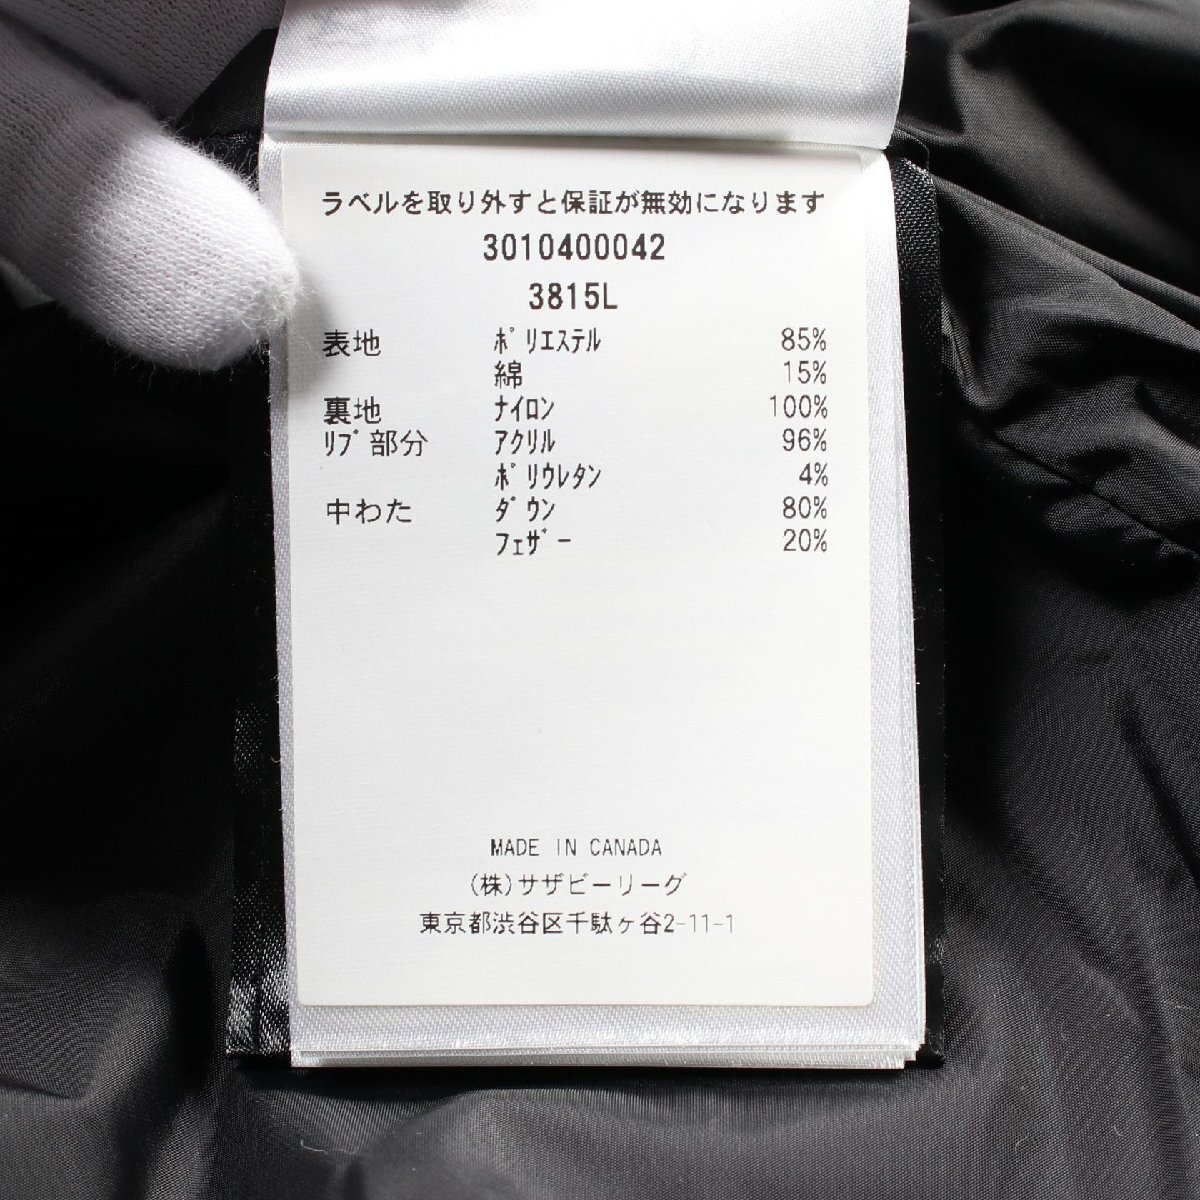 ラベルを取り外すと保証が無効になります
3010400042
3815L
表地 ﾎﾟﾘｴｽﾃﾙ 85%
綿 15%
裏地 ﾅｲﾛﾝ 100%
ﾘﾌﾞ部分 ｱｸﾘﾙ 96%
ﾎﾟﾘｳﾚﾀﾝ 4%
中わた ﾀﾞｳﾝ 80%
ﾌｪｻﾞｰ 20%
MADE IN CANADA
(株)サザビーリーグ
東京都渋谷区千駄ヶ谷2-11-1